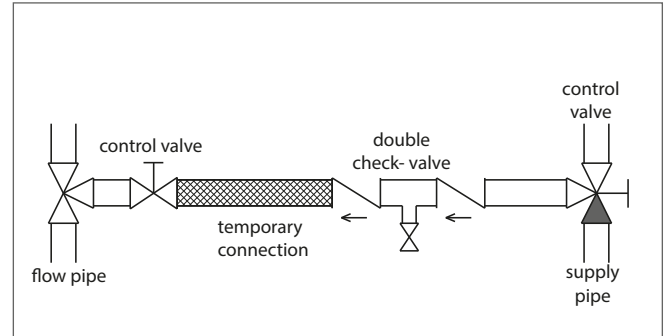 control
valve
control valve
double
check- valve
temporary
connection
flow pipe
supply
pipe